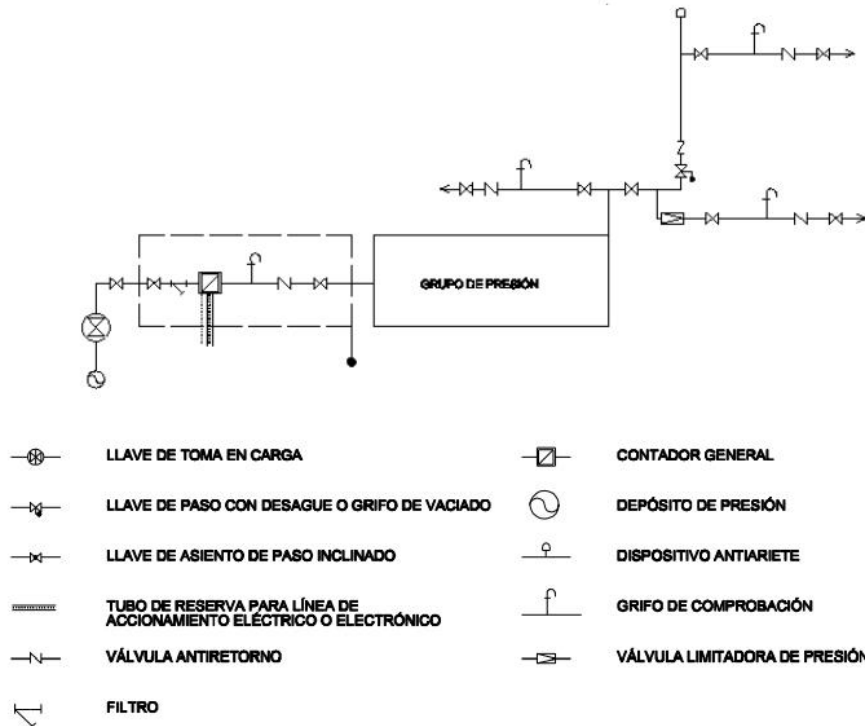 GRUPO DE PRESIÓN
LLAVE DE TOMA EN CARGA
LLAVE DE PASO CON DESAGUE O GRIFO DE VACIADO
LLAVE DE ASIENTO DE PASO INCLINADO
TUBO DE RESERVA PARA LÍNEA DE
ACCIONAMIENTO ELÉCTRICO O ELECTRÓNICO
VÁLVULA ANTIRETORNO
FILTRO
CONTADOR GENERAL
DEPÓSITO DE PRESIÓN
DISPOSITIVO ANTIARIETE
GRIFO DE COMPROBACIÓN
VÁLVULA LIMITADORA DE PRESIÓN